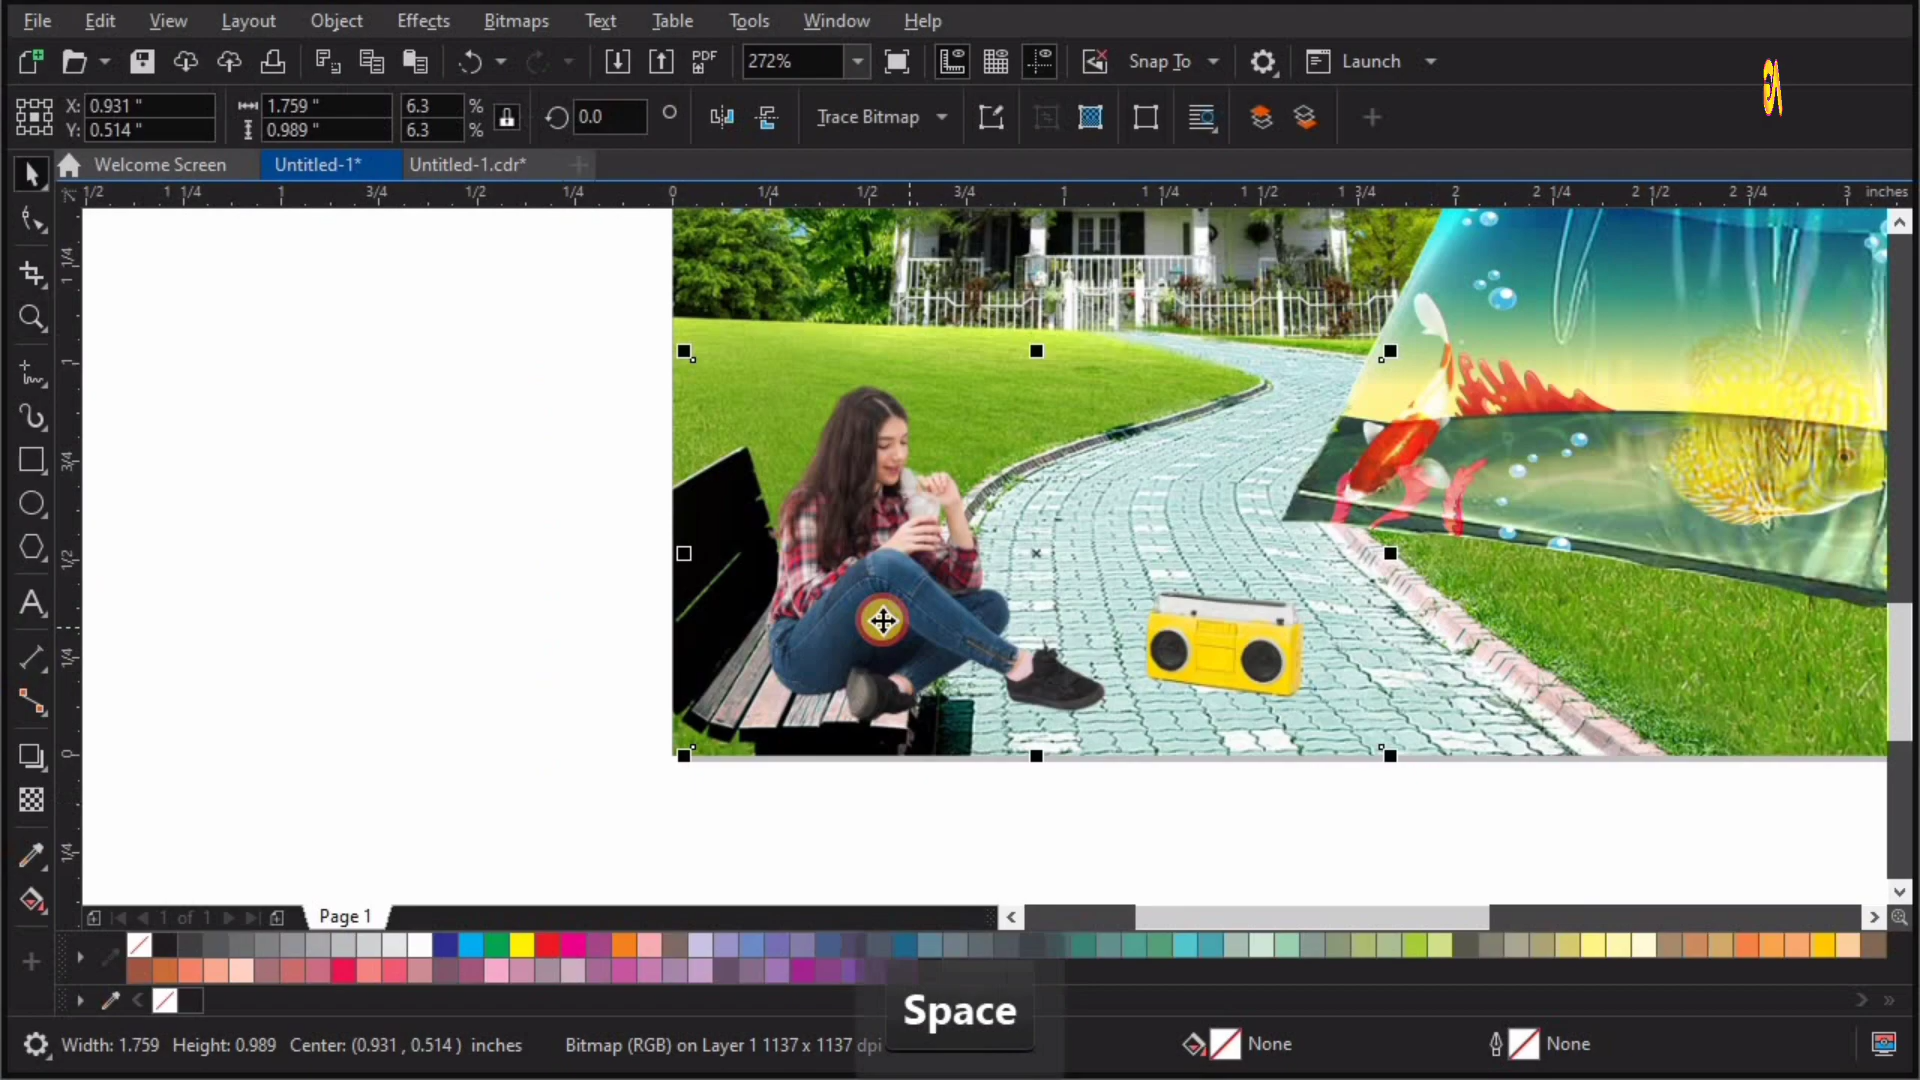 File Edit View Layout Object Effects Bitmaps Text Table Tools Window Help
PDF 272% Snap To Launch
X: 0.931 " 1.759 " 6.3 % 0.0 Trace Bitmap
Y: 0.514 " 0.989 " 6.3 %
Welcome Screen Untitled-1* Untitled-1.cdr*
1/2 1 1/4 1 3/4 1/2 1/4 0 1/4 1/2 3/4 1 1 1/4 1 1/2 1 3/4 2 2 1/4 2 1/2 2 3/4 3 inches
1 1/4
1
3/4
1/2
1/4
0
1/4
1 of 1 Page 1
Space
Width: 1.759 Height: 0.989 Center: (0.931 , 0.514 ) inches Bitmap (RGB) on Layer 1 1137 x 1137 dpi None None